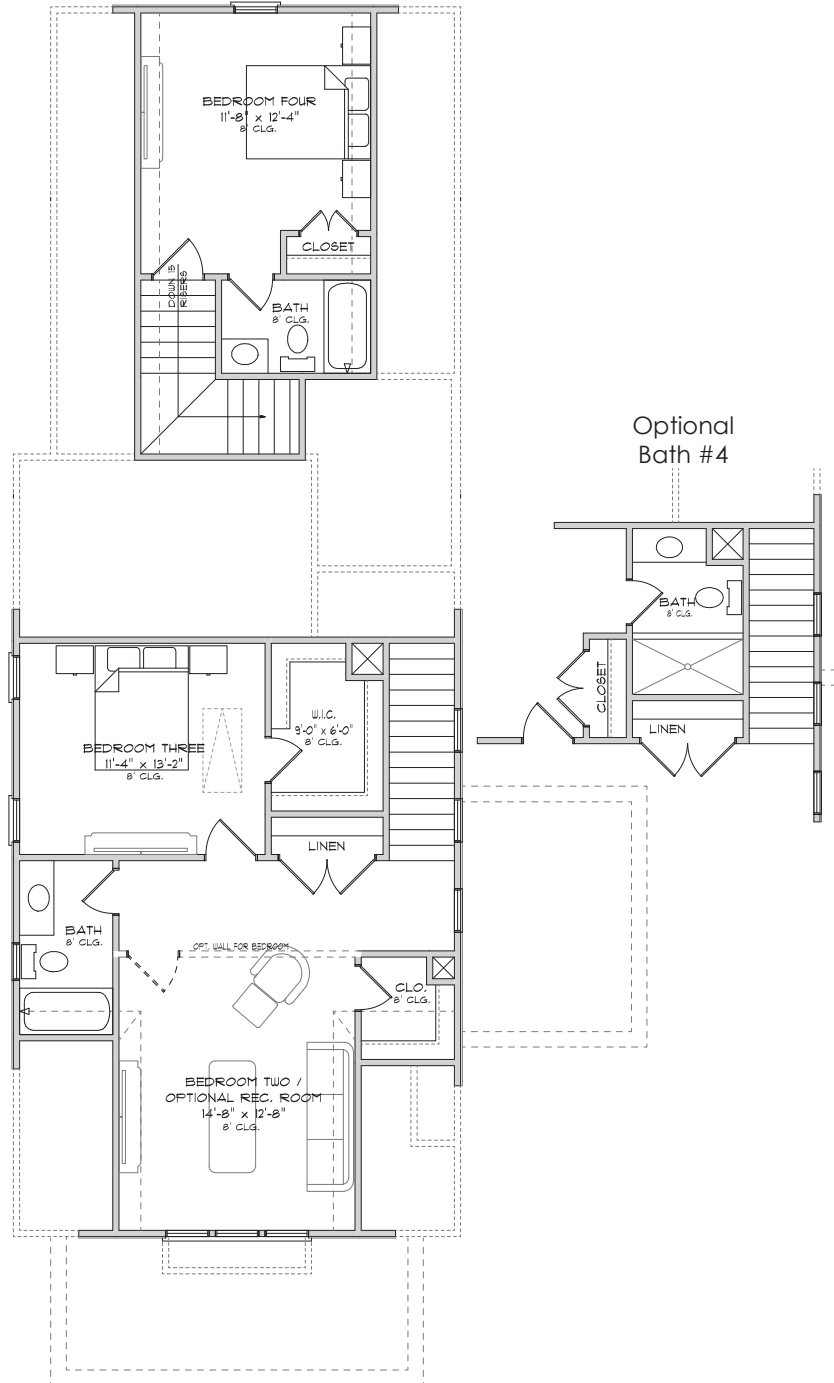 BEDROOM FOUR
11'-8" x 12'-4"
8' CLG.
CLOSET
DOWN 15
RISERS
BATH
8' CLG.
Optional
Bath #4
BATH
8' CLG.
CLOSET
LINEN
W.I.C.
9'-0" x 6'-0"
8' CLG.
BEDROOM THREE
11'-4" x 13'-2"
8' CLG.
LINEN
BATH
8' CLG.
OPT. WALL FOR BEDROOM
CLO.
8' CLG.
BEDROOM TWO /
OPTIONAL REC. ROOM
14'-8" x 12'-8"
8' CLG.